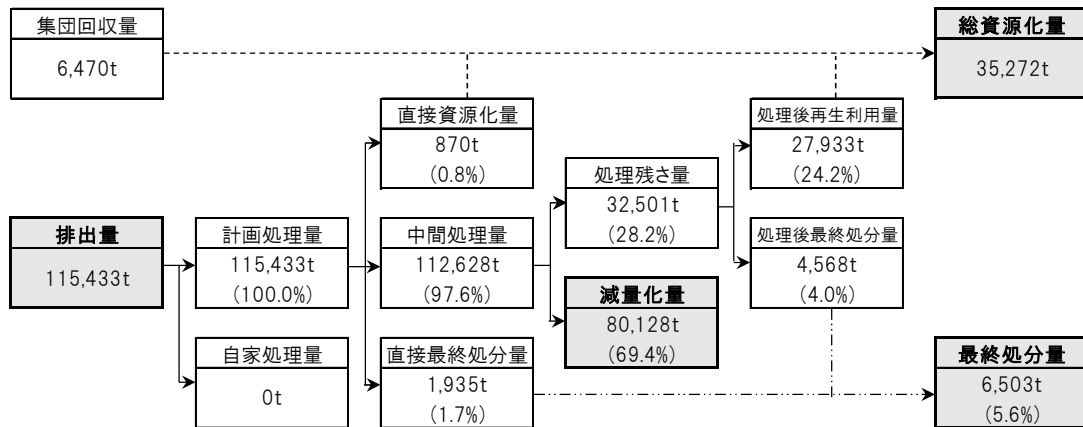 集団回収量
6,470t
総資源化量
35,272t
直接資源化量
870t
(0.8%)
処理後再生利用量
27,933t
(24.2%)
処理残さ量
32,501t
(28.2%)
排出量
115,433t
計画処理量
115,433t
(100.0%)
中間処理量
112,628t
(97.6%)
処理後最終処分量
4,568t
(4.0%)
減量化量
80,128t
(69.4%)
自家処理量
0t
直接最終処分量
1,935t
(1.7%)
最終処分量
6,503t
(5.6%)